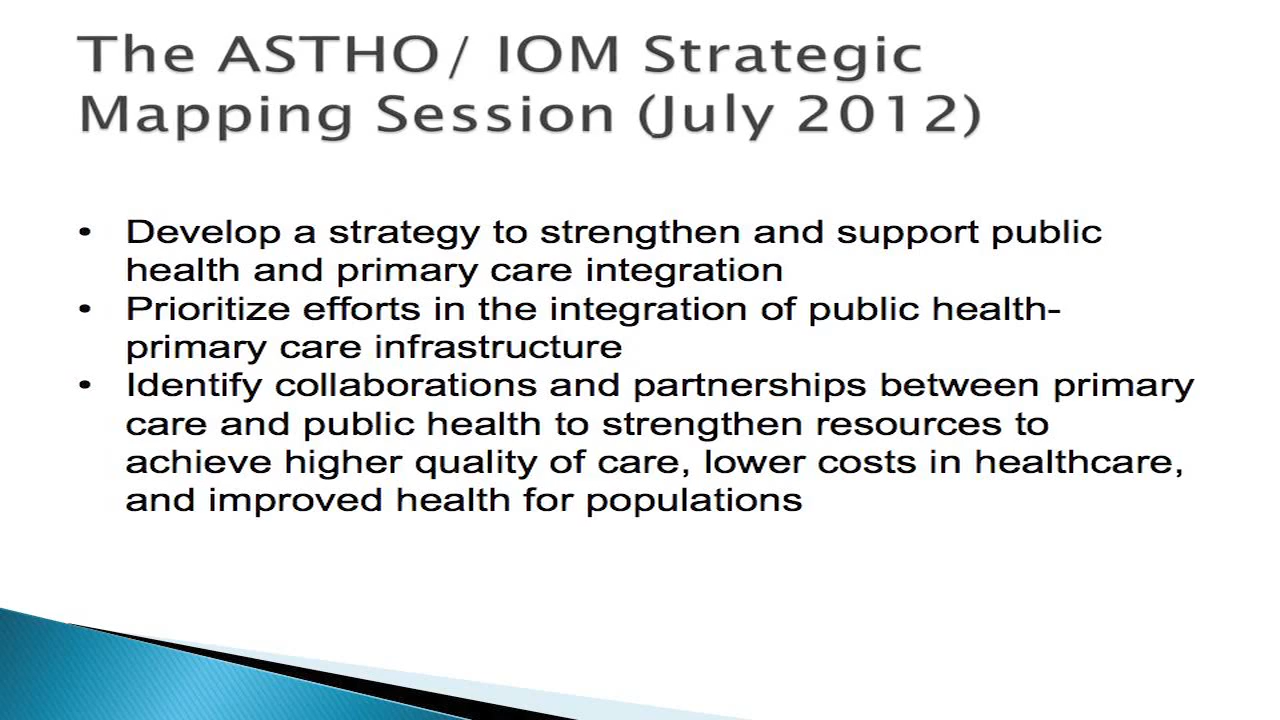 The ASTHO/ IOM Strategic
Mapping Session (July 2012)
• Develop a strategy to strengthen and support public
health and primary care integration
• Prioritize efforts in the integration of public health-
primary care infrastructure
• Identify collaborations and partnerships between primary
care and public health to strengthen resources to
achieve higher quality of care, lower costs in healthcare,
and improved health for populations